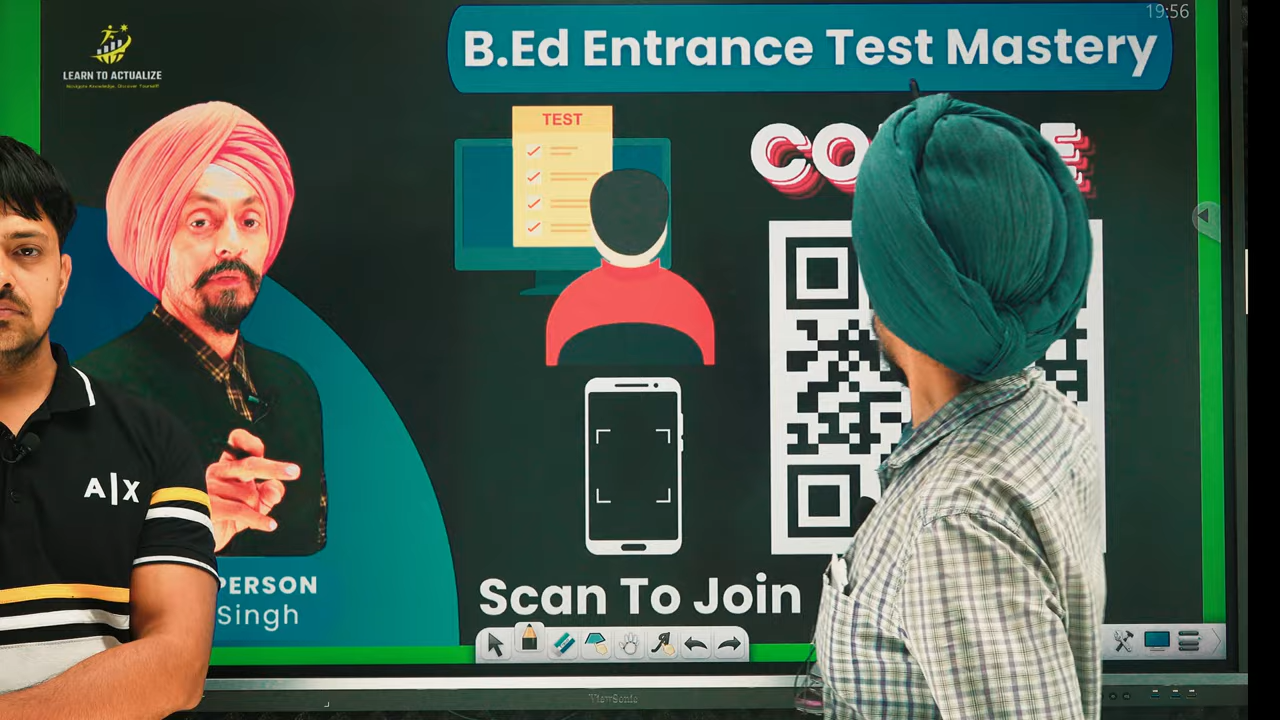 19:56
B.Ed Entrance Test Mastery
LEARN TO ACTUALIZE
TEST
A|X
PERSON
Singh
Scan To Join
ViewSonic